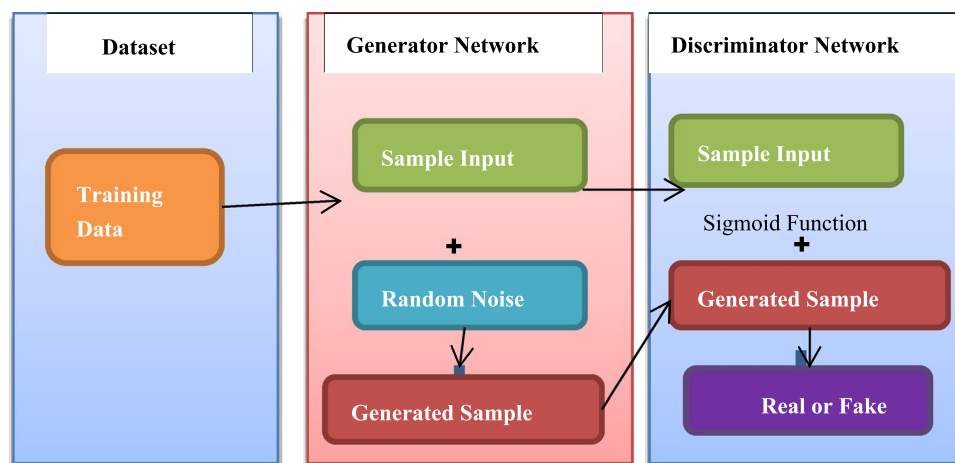 Dataset
Training
Data
Generator Network
Sample Input
+
Random Noise
Generated Sample
Discriminator Network
Sample Input
Sigmoid Function
+
Generated Sample
Real or Fake